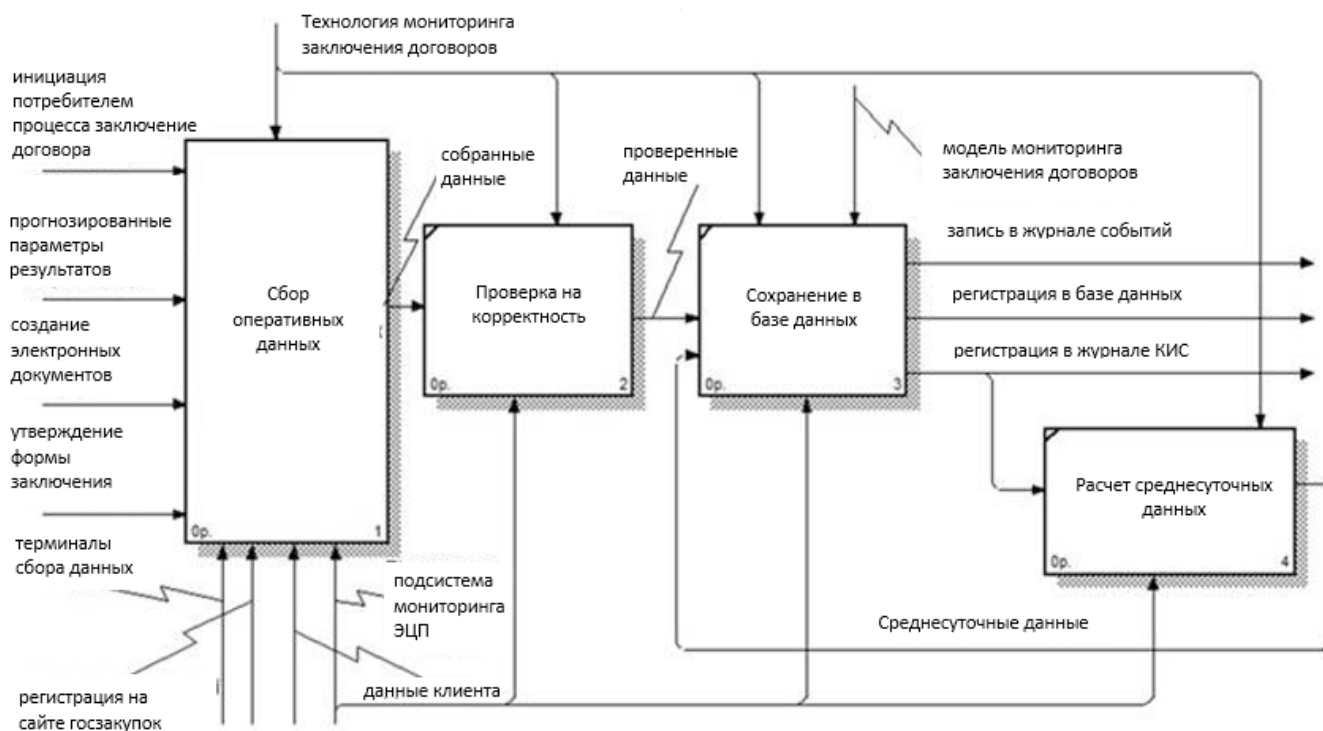 Технология мониторинга
заключения договоров
инициация
потребителем
процесса заключение
договора
прогнозированные
параметры
результатов
создание
электронных
документов
утверждение
формы
заключения
терминалы
сбора данных
регистрация на
сайте госзакупок
Сбор
оперативных
данных
0р.
1
подсистема
мониторинга
ЭЦП
данные клиента
собранные
данные
Проверка на
корректность
0р.
2
проверенные
данные
Сохранение в
базе данных
0р.
3
модель мониторинга
заключения договоров
запись в журнале событий
регистрация в базе данных
регистрация в журнале КИС
Расчет среднесуточных
данных
0р.
4
Среднесуточные данные